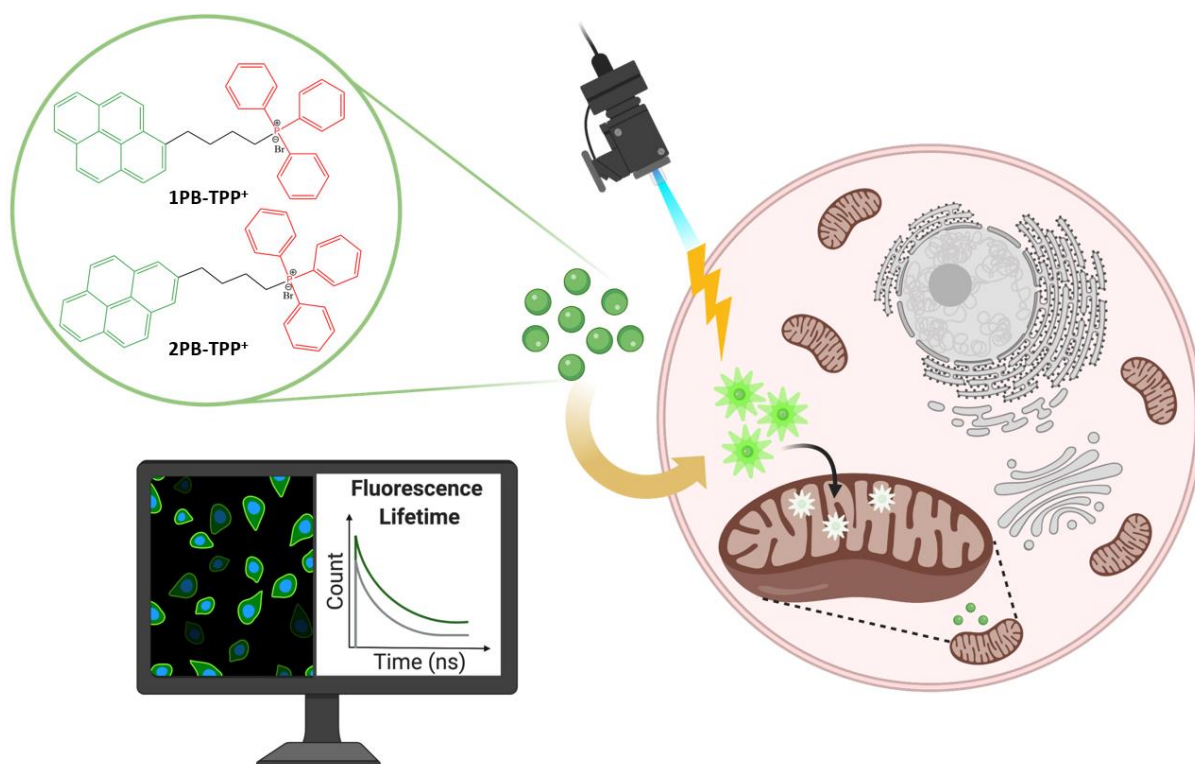 P
⊕
⊖
Br
1PB-TPP⁺
P
⊕
⊖
Br
2PB-TPP⁺
Fluorescence
Lifetime
Count
Time (ns)